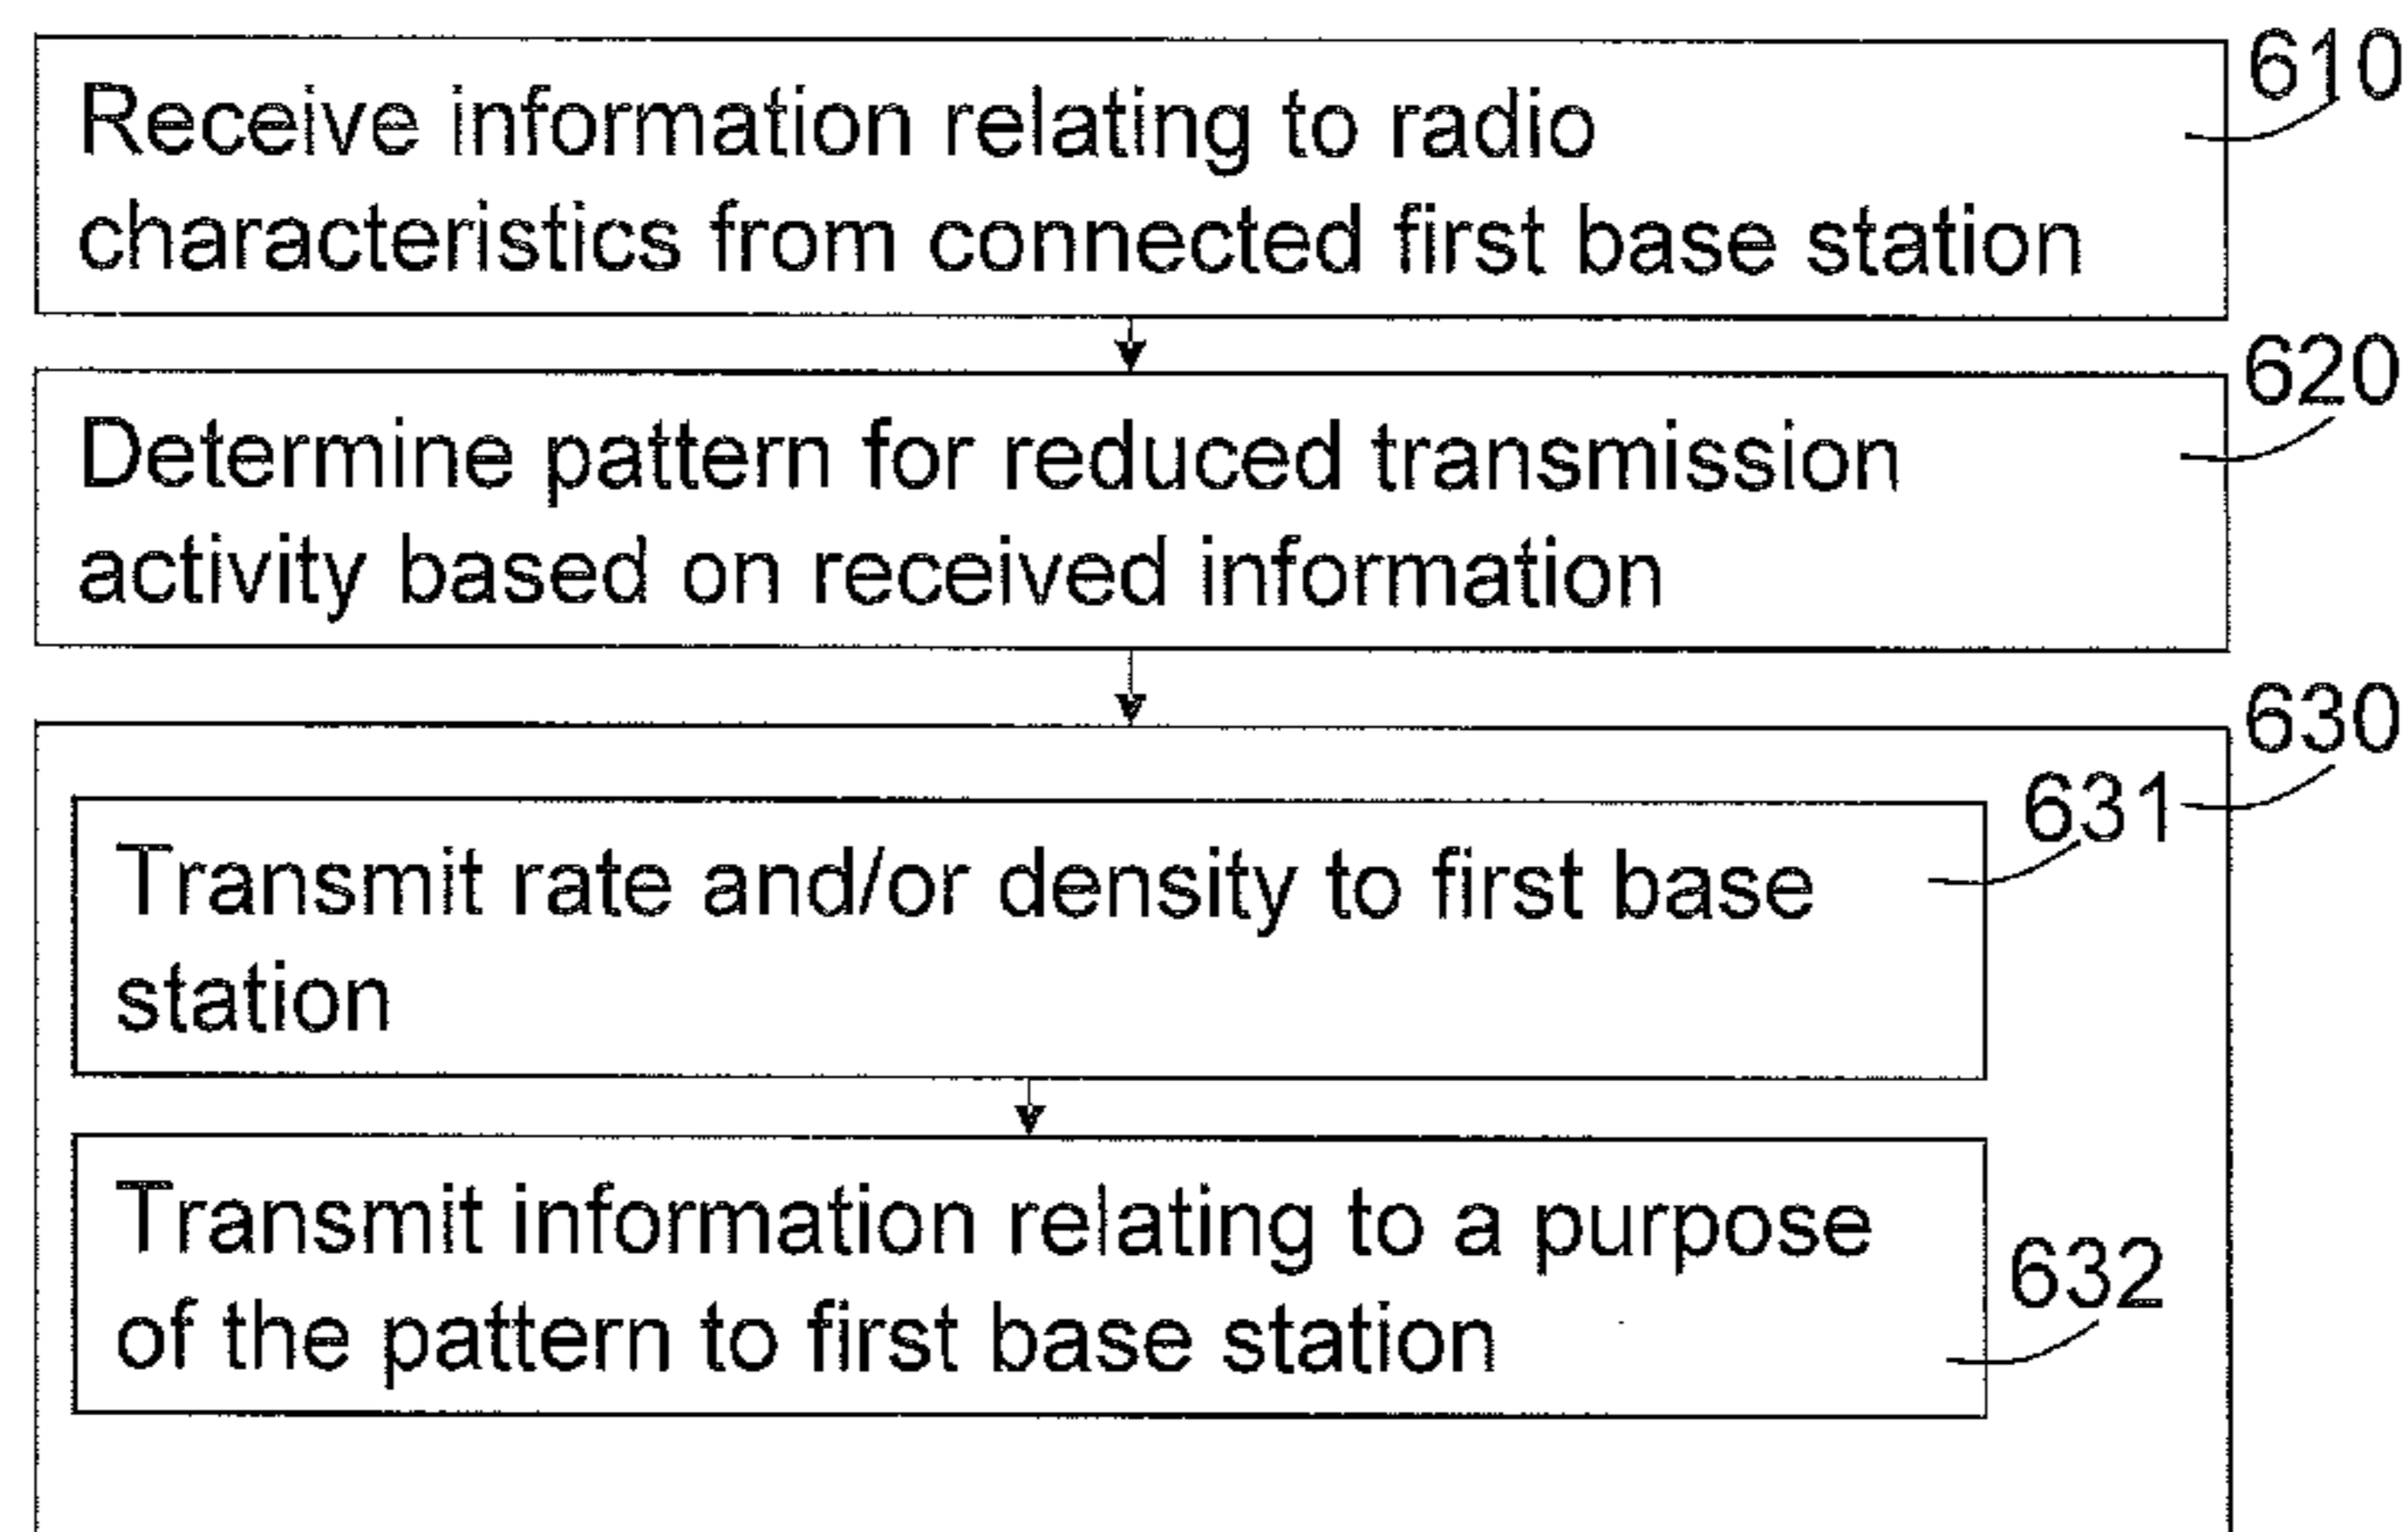 610
Receive information relating to radio
characteristics from connected first base station
620
Determine pattern for reduced transmission
activity based on received information
630
631
Transmit rate and/or density to first base
station
Transmit information relating to a purpose
632
of the pattern to first base station